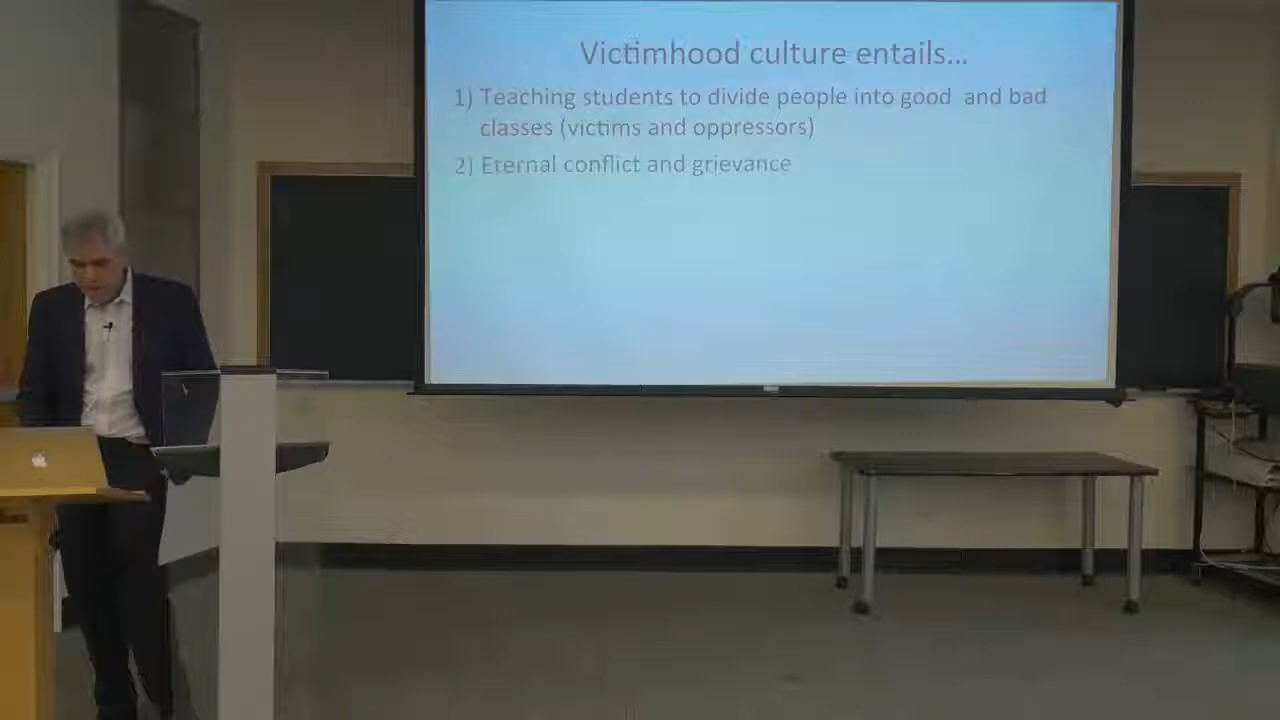 Victimhood culture entails...
1) Teaching students to divide people into good and bad
classes (victims and oppressors)
2) Eternal conflict and grievance